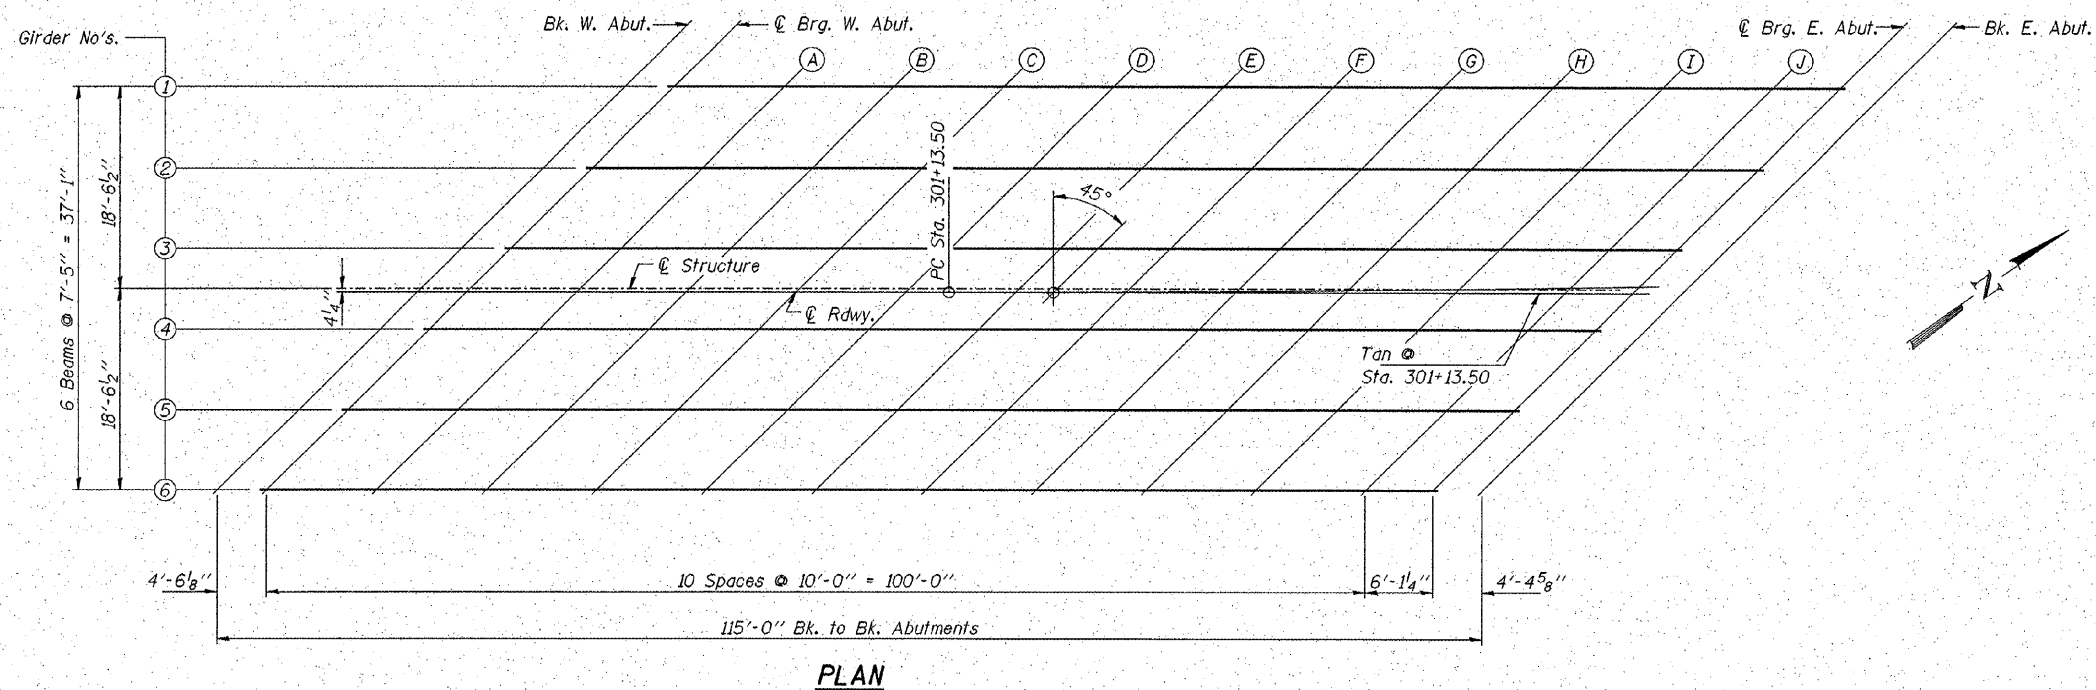 Bk. W. Abut.
℄ Brg. W. Abut.
℄ Brg. E. Abut.
Bk. E. Abut.
Girder No's.
A
B
C
D
E
F
G
H
I
J
1
2
3
4
5
6
6 Beams @ 7'-5" = 37'-1"
18'-6½"
18'-6½"
4¼"
PC Sta. 301+13.50
45°
℄ Structure
℄ Rdwy.
Tan @
Sta. 301+13.50
N
4'-6⅛"
10 Spaces @ 10'-0" = 100'-0"
6'-1¼"
4'-4⅝"
115'-0" Bk. to Bk. Abutments
PLAN